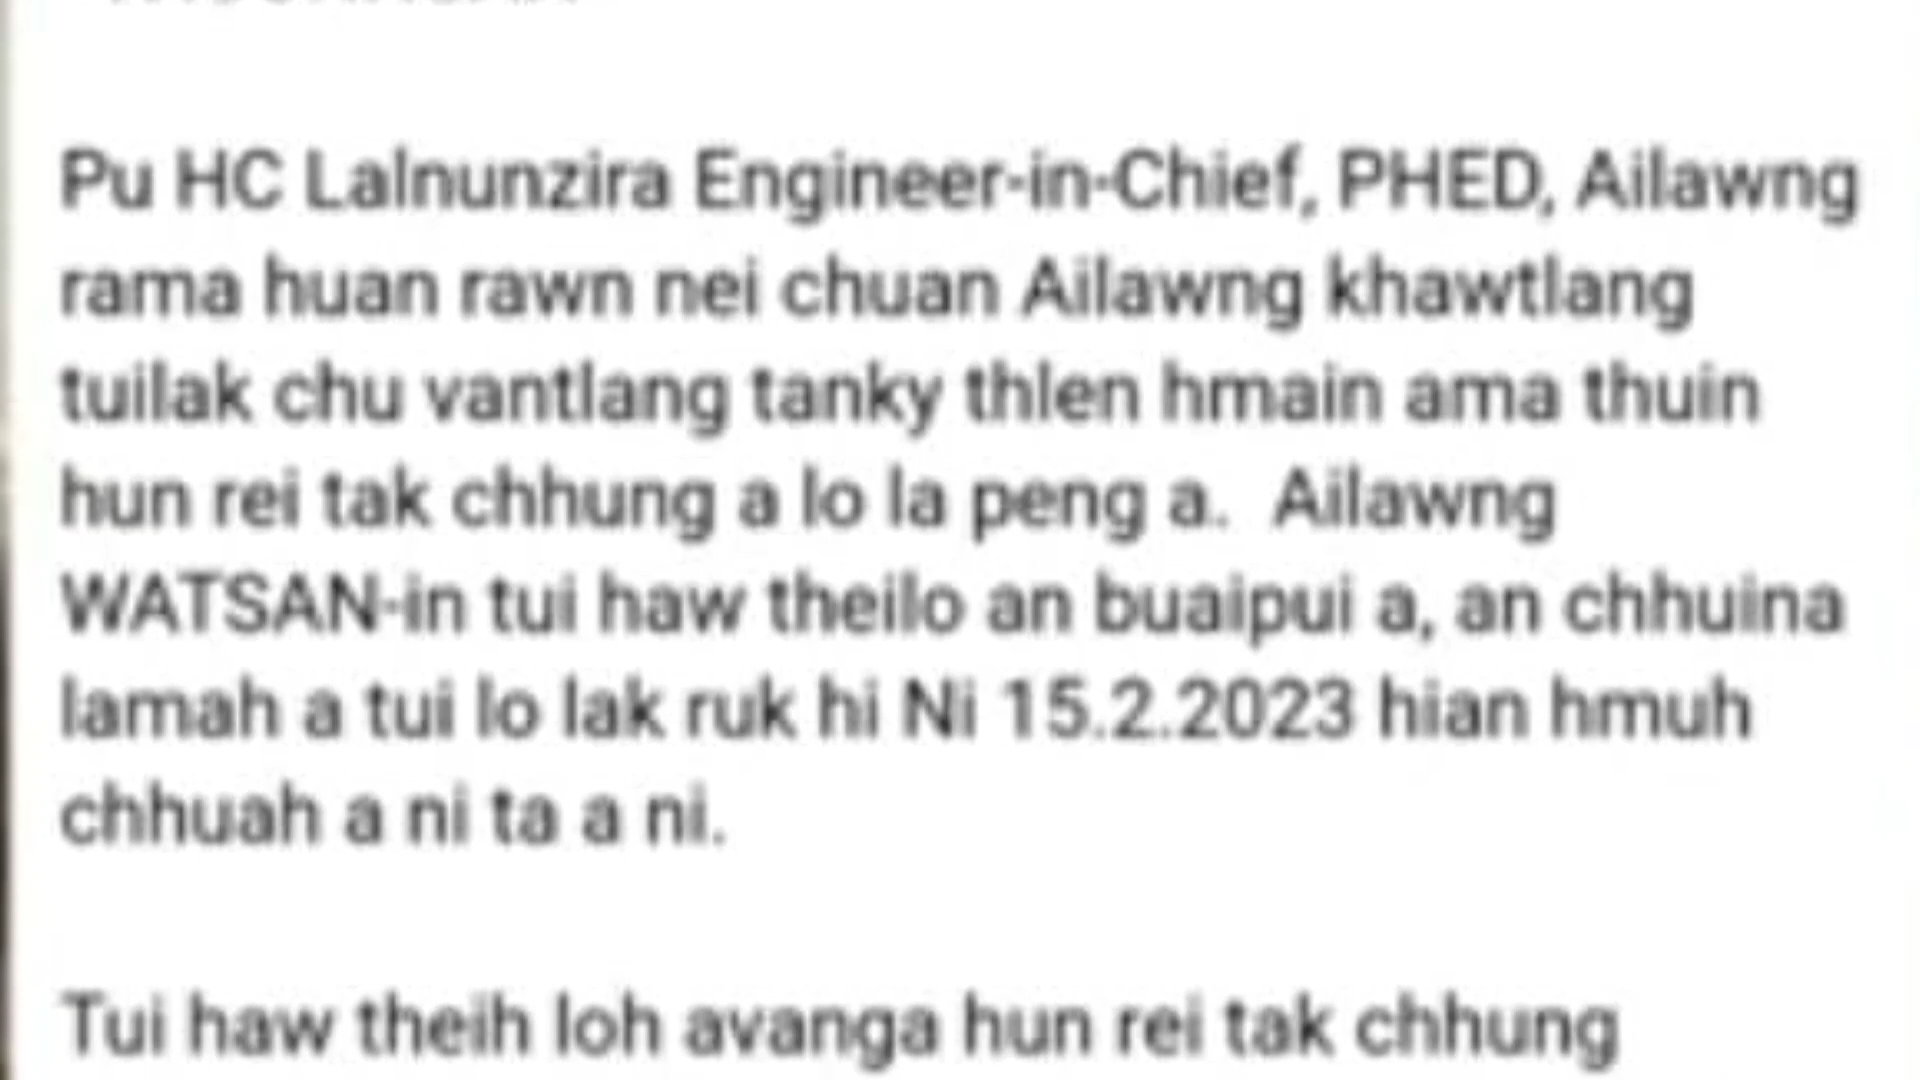 Pu HC Lalnunzira Engineer-in-Chief, PHED, Ailawng
rama huan rawn nei chuan Ailawng khawtlang
tuilak chu vantlang tanky thlen hmain ama thuin
hun rei tak chhung a lo la peng a. Ailawng
WATSAN-in tui haw theilo an buaipui a, an chhuina
lamah a tui lo lak ruk hi Ni 15.2.2023 hian hmuh
chhuah a ni ta a ni.
Tui haw theih loh avanga hun rei tak chhung